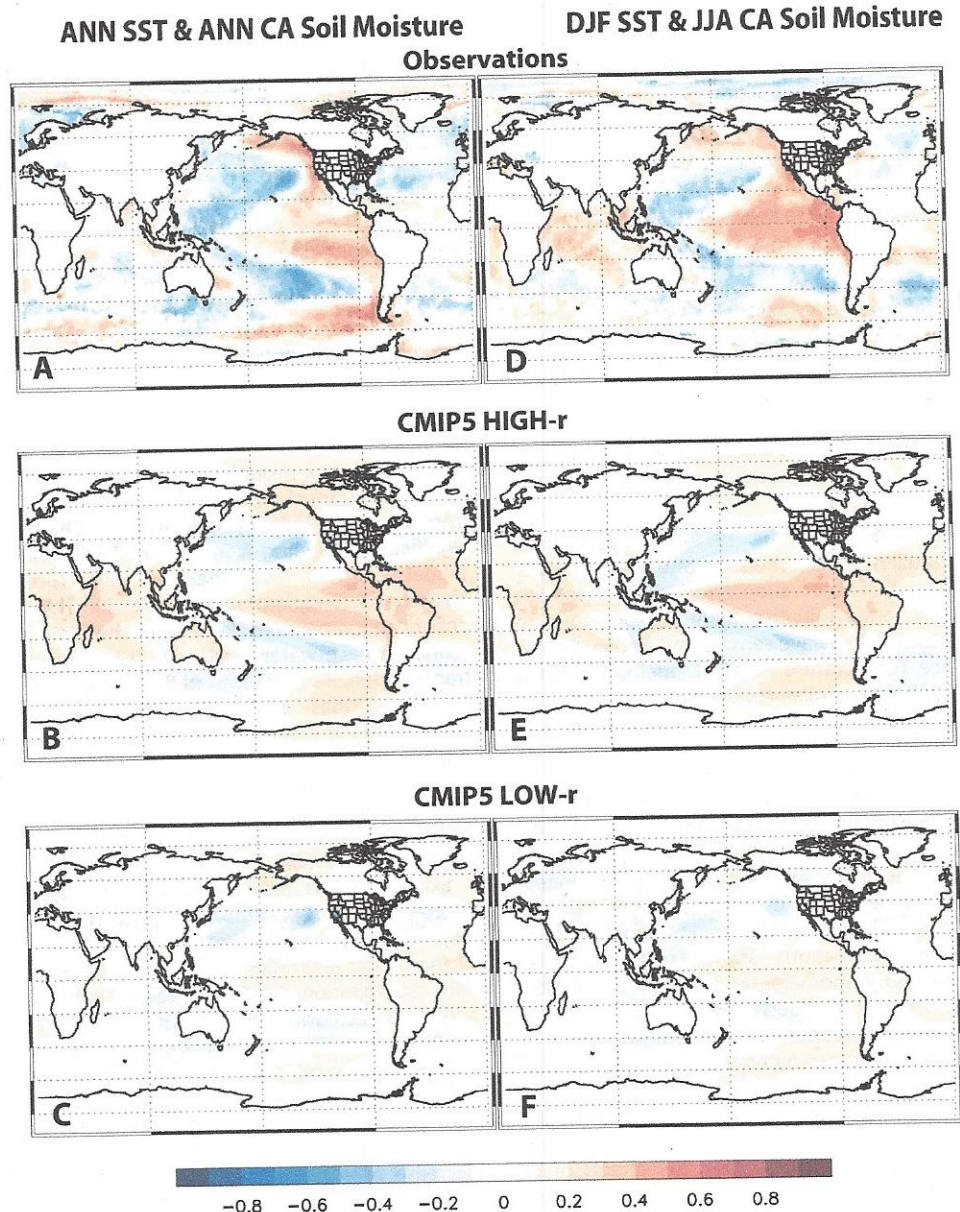 ANN SST & ANN CA Soil Moisture
DJF SST & JJA CA Soil Moisture
Observations
A
D
CMIP5 HIGH-r
B
E
CMIP5 LOW-r
C
F
−0.8 −0.6 −0.4 −0.2 0 0.2 0.4 0.6 0.8